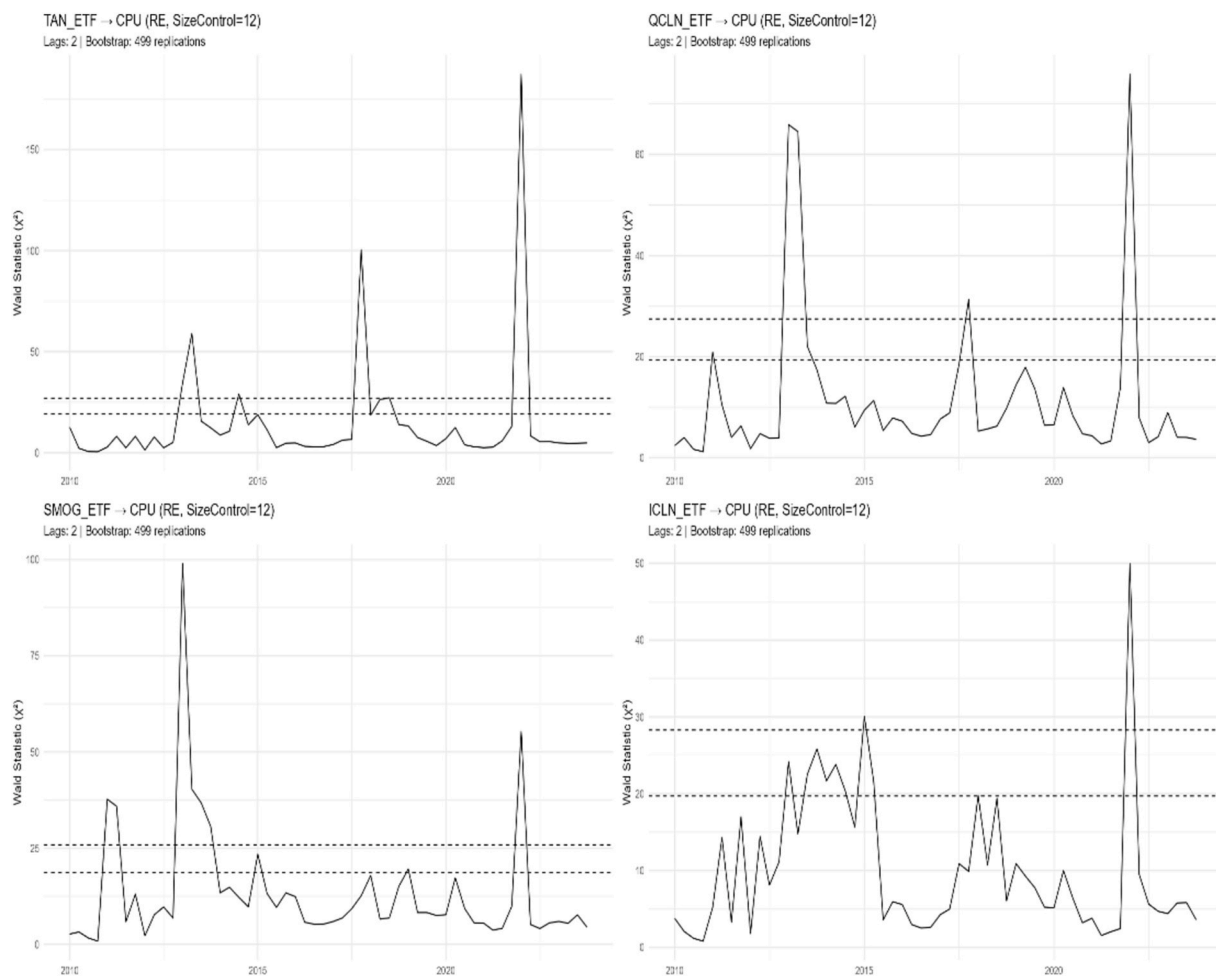 TAN_ETF → CPU (RE, SizeControl=12)
Lags: 2 | Bootstrap: 499 replications
Wald Statistic (χ²)
150
100
50
0
2010
2015
2020
QCLN_ETF → CPU (RE, SizeControl=12)
Lags: 2 | Bootstrap: 499 replications
Wald Statistic (χ²)
60
40
20
0
2010
2015
2020
SMOG_ETF → CPU (RE, SizeControl=12)
Lags: 2 | Bootstrap: 499 replications
Wald Statistic (χ²)
100
75
50
25
0
2010
2015
2020
ICLN_ETF → CPU (RE, SizeControl=12)
Lags: 2 | Bootstrap: 499 replications
Wald Statistic (χ²)
50
40
30
20
10
0
2010
2015
2020